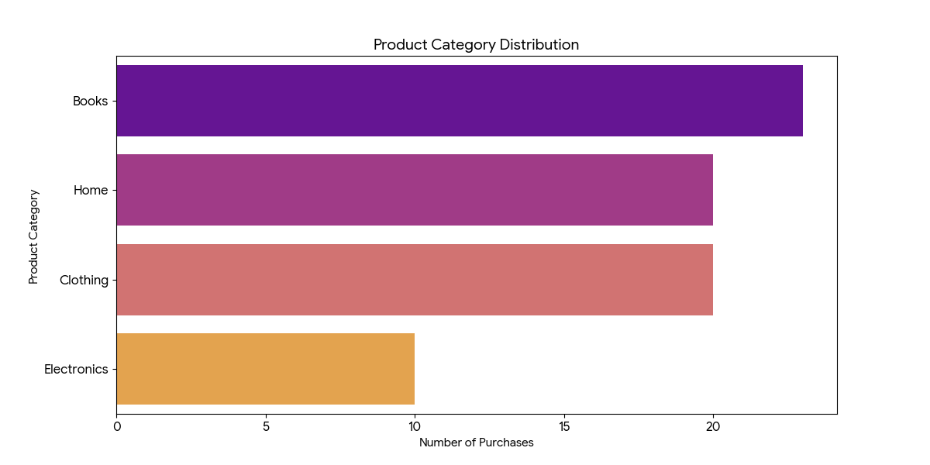 Product Category Distribution
Product Category
Books
Home
Clothing
Electronics
0 5 10 15 20
Number of Purchases